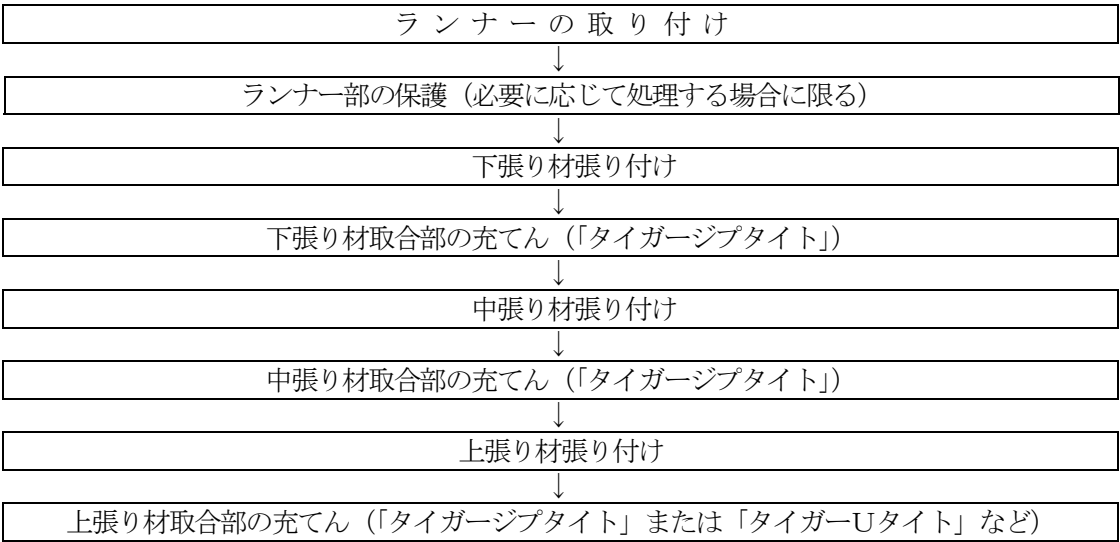 ランナーの取り付け
↓
ランナー部の保護（必要に応じて処理する場合に限る）
↓
下張り材張り付け
↓
下張り材取合部の充てん（「タイガージプタイト」）
↓
中張り材張り付け
↓
中張り材取合部の充てん（「タイガージプタイト」）
↓
上張り材張り付け
↓
上張り材取合部の充てん（「タイガージプタイト」または「タイガーUタイト」など）